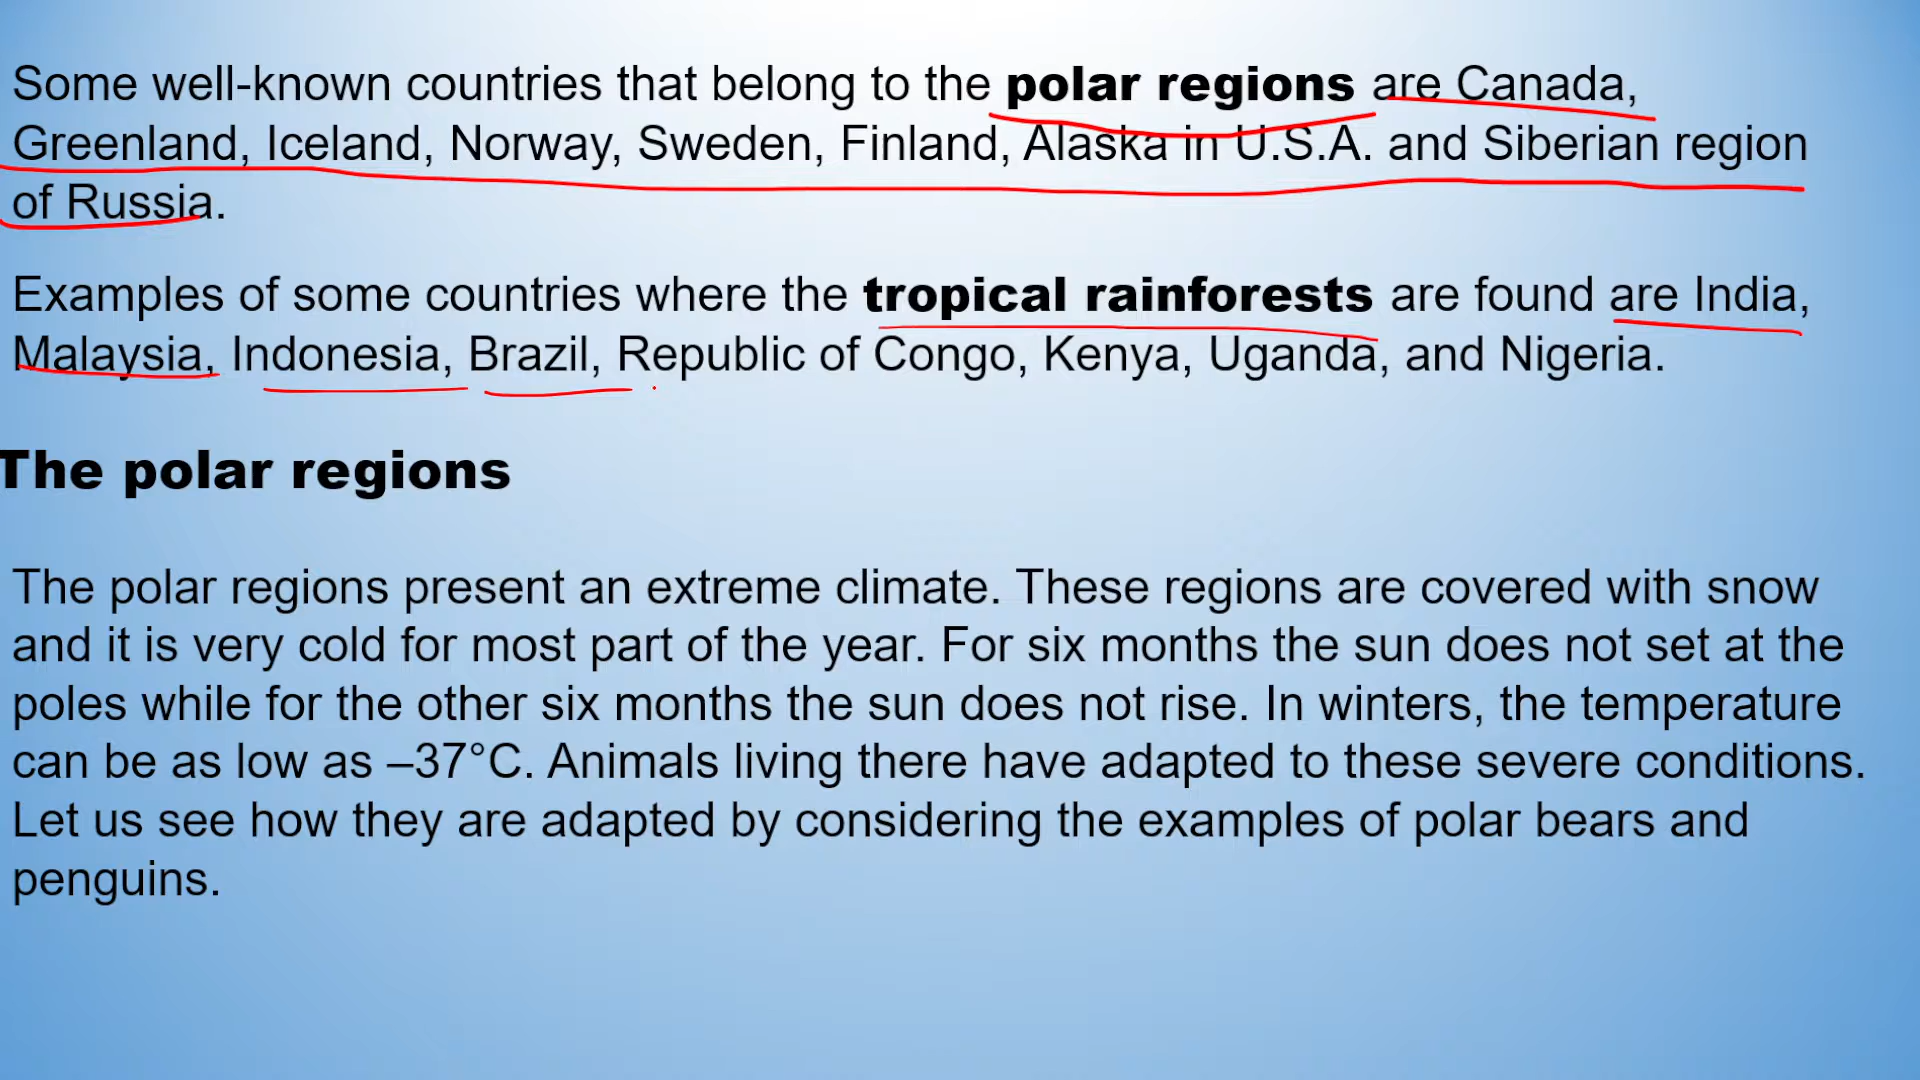 Some well-known countries that belong to the polar regions are Canada,
Greenland, Iceland, Norway, Sweden, Finland, Alaska in U.S.A. and Siberian region
of Russia.
Examples of some countries where the tropical rainforests are found are India,
Malaysia, Indonesia, Brazil, Republic of Congo, Kenya, Uganda, and Nigeria.
The polar regions
The polar regions present an extreme climate. These regions are covered with snow
and it is very cold for most part of the year. For six months the sun does not set at the
poles while for the other six months the sun does not rise. In winters, the temperature
can be as low as –37°C. Animals living there have adapted to these severe conditions.
Let us see how they are adapted by considering the examples of polar bears and
penguins.